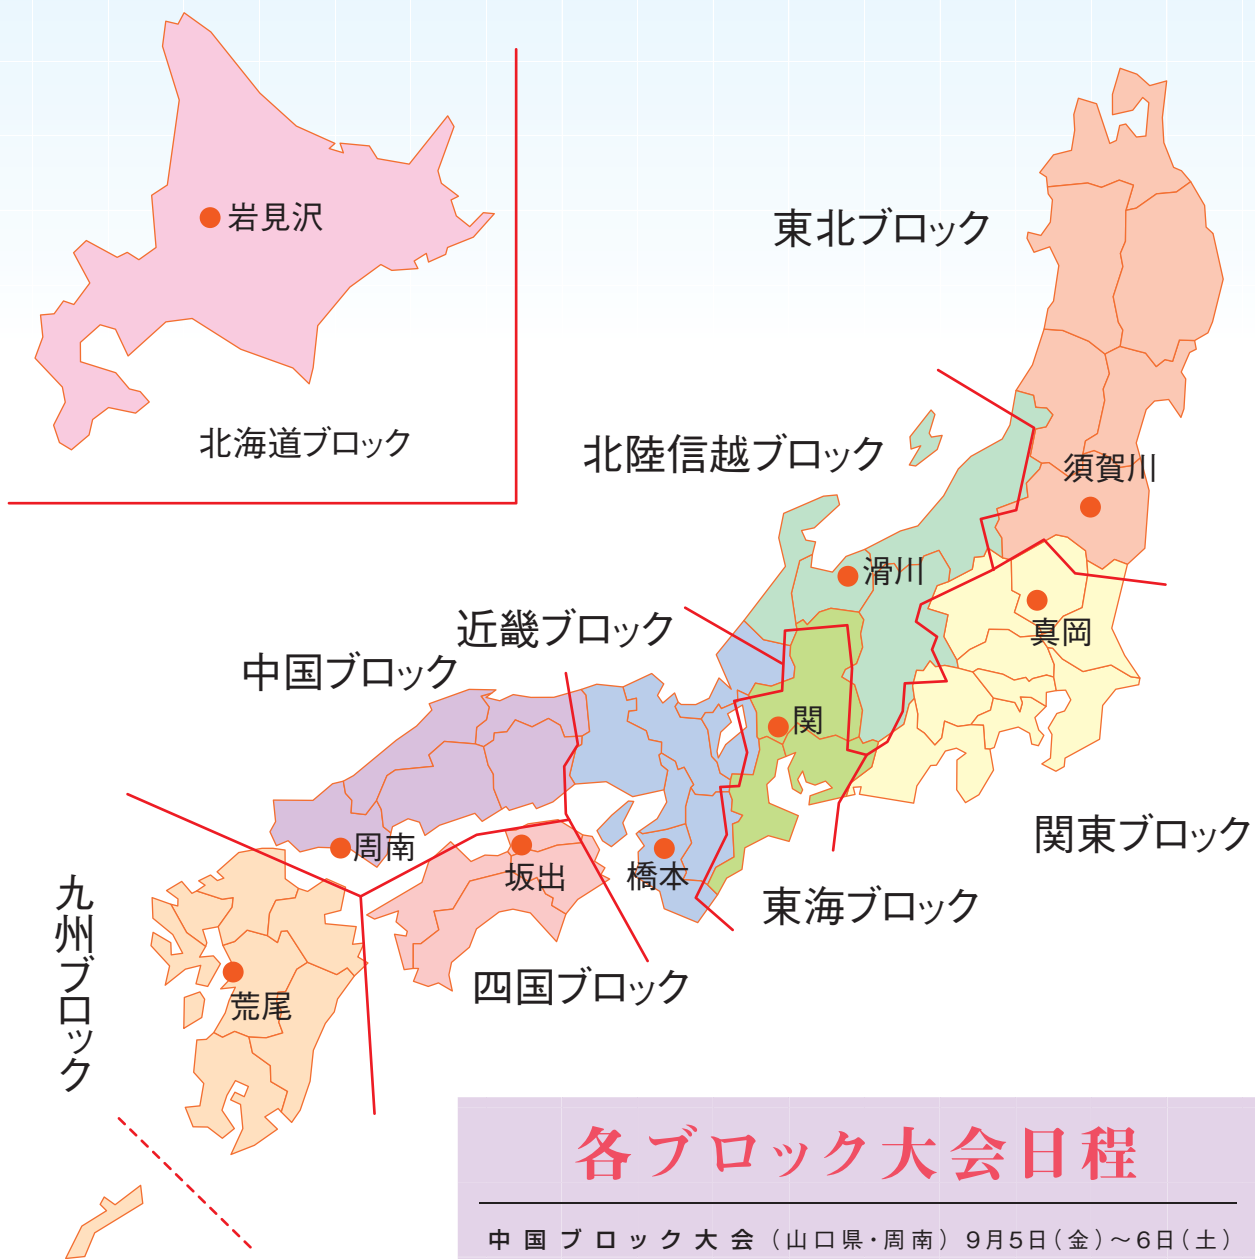 岩見沢
東北ブロック
北海道ブロック
北陸信越ブロック
須賀川
滑川
真岡
近畿ブロック
中国ブロック
関
関東ブロック
周南
坂出
橋本
東海ブロック
九州ブロック
四国ブロック
荒尾
各ブロック大会日程
中国ブロック大会（山口県・周南）9月5日（金）～6日（土）